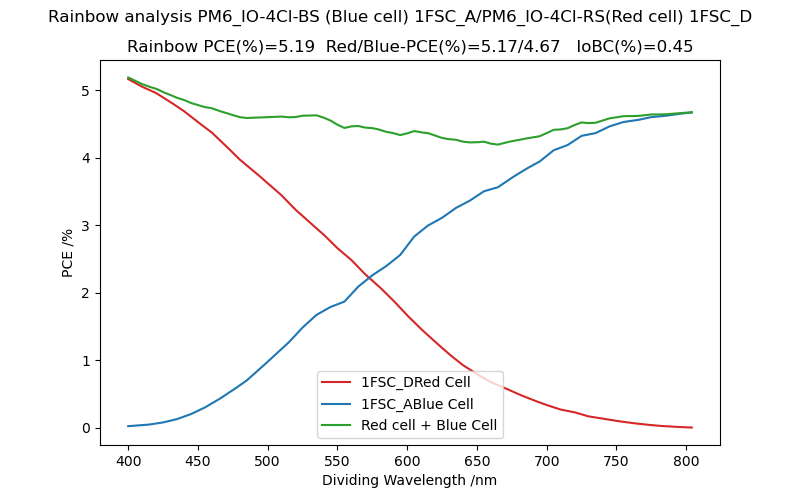 Rainbow analysis PM6_IO-4Cl-BS (Blue cell) 1FSC_A/PM6_IO-4Cl-RS(Red cell) 1FSC_D
Rainbow PCE(%)=5.19 Red/Blue-PCE(%)=5.17/4.67 IoBC(%)=0.45
PCE /%
5
4
3
2
1
0
1FSC_DRed Cell
1FSC_ABlue Cell
Red cell + Blue Cell
400 450 500 550 600 650 700 750 800
Dividing Wavelength /nm